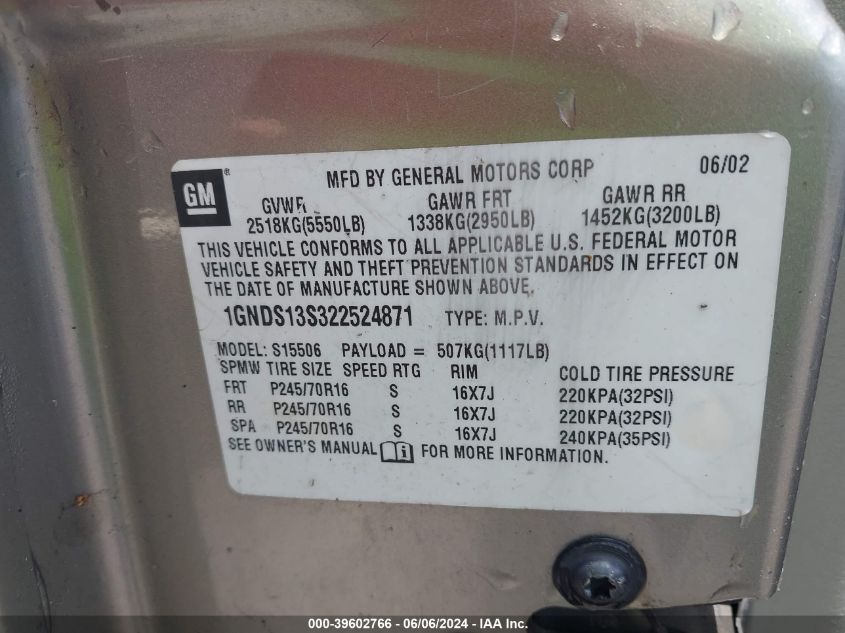 MFD BY GENERAL MOTORS CORP 06/02
GM®
GVWR GAWR FRT GAWR RR
2518KG(5550LB) 1338KG(2950LB) 1452KG(3200LB)
THIS VEHICLE CONFORMS TO ALL APPLICABLE U.S. FEDERAL MOTOR
VEHICLE SAFETY AND THEFT PREVENTION STANDARDS IN EFFECT ON
THE DATE OF MANUFACTURE SHOWN ABOVE.
1GNDS13S322524871 TYPE: M.P.V.
MODEL: S15506 PAYLOAD = 507KG(1117LB)
SPMW TIRE SIZE SPEED RTG RIM COLD TIRE PRESSURE
FRT P245/70R16 S 16X7J 220KPA(32PSI)
RR P245/70R16 S 16X7J 220KPA(32PSI)
SPA P245/70R16 S 16X7J 240KPA(35PSI)
SEE OWNER'S MANUAL i FOR MORE INFORMATION.
000-39602766 - 06/06/2024 - IAA Inc.